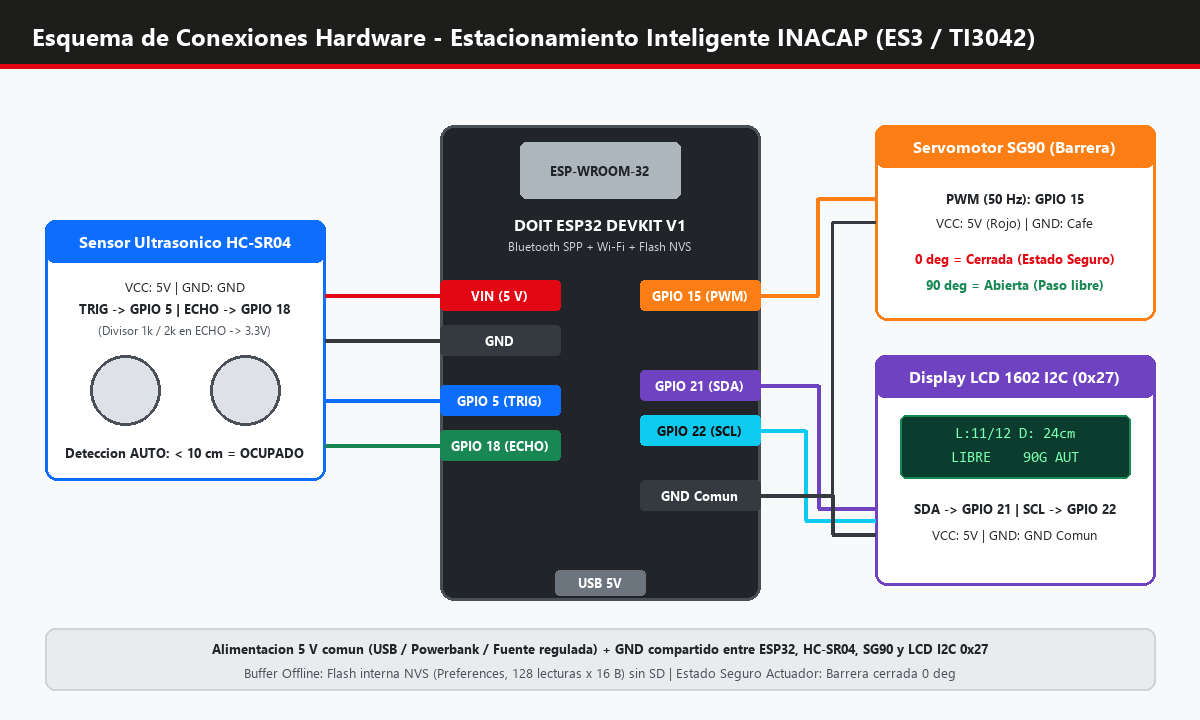 Esquema de Conexiones Hardware - Estacionamiento Inteligente INACAP (ES3 / TI3042)
Sensor Ultrasonico HC-SR04
VCC: 5V | GND: GND
TRIG -> GPIO 5 | ECHO -> GPIO 18
(Divisor 1k / 2k en ECHO -> 3.3V)
Deteccion AUTO: < 10 cm = OCUPADO
ESP-WROOM-32
DOIT ESP32 DEVKIT V1
Bluetooth SPP + Wi-Fi + Flash NVS
VIN (5 V)
GND
GPIO 5 (TRIG)
GPIO 18 (ECHO)
GPIO 15 (PWM)
GPIO 21 (SDA)
GPIO 22 (SCL)
GND Comun
USB 5V
Servomotor SG90 (Barrera)
PWM (50 Hz): GPIO 15
VCC: 5V (Rojo) | GND: Cafe
0 deg = Cerrada (Estado Seguro)
90 deg = Abierta (Paso libre)
Display LCD 1602 I2C (0x27)
L:11/12 D: 24cm
LIBRE    90G AUT
SDA -> GPIO 21 | SCL -> GPIO 22
VCC: 5V | GND: GND Comun
Alimentacion 5 V comun (USB / Powerbank / Fuente regulada) + GND compartido entre ESP32, HC-SR04, SG90 y LCD I2C 0x27
Buffer Offline: Flash interna NVS (Preferences, 128 lecturas x 16 B) sin SD | Estado Seguro Actuador: Barrera cerrada 0 deg